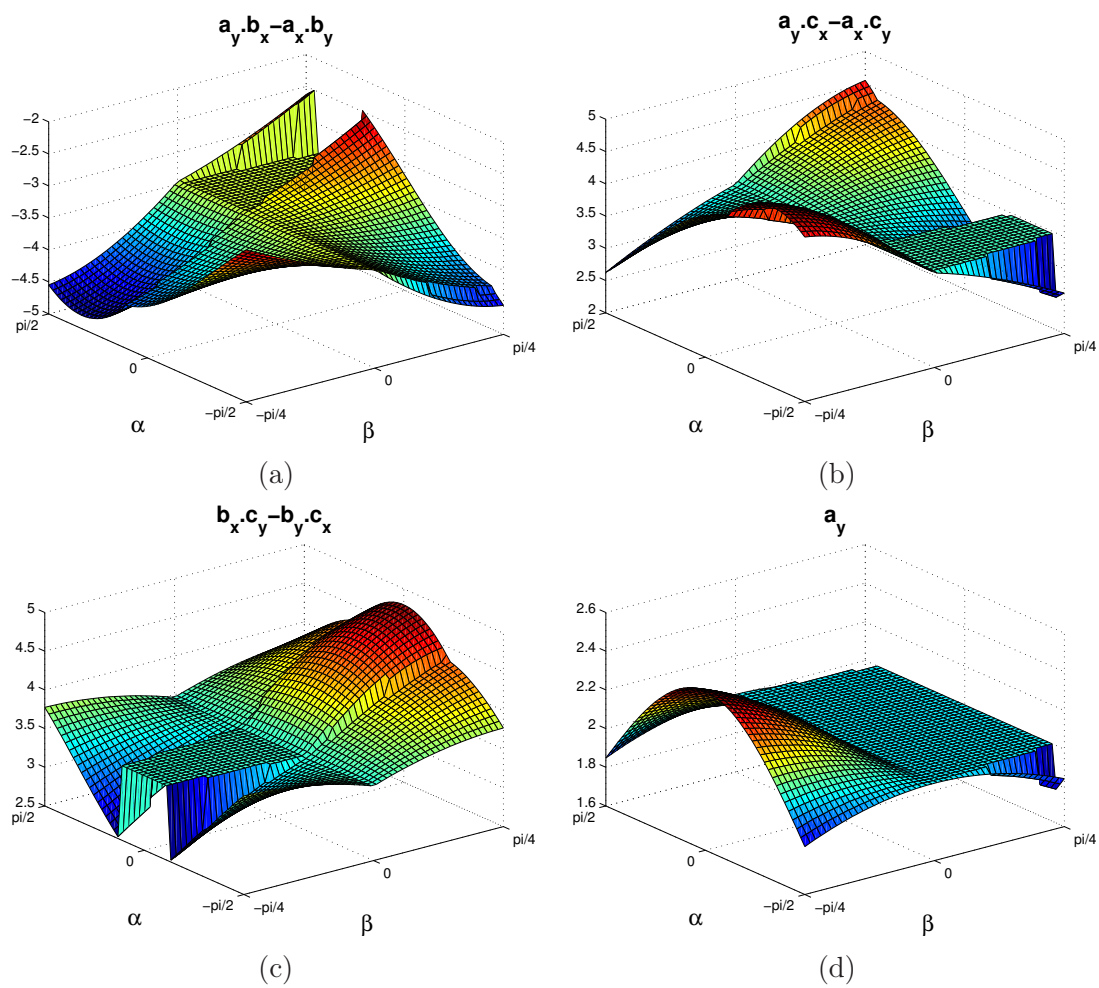 a_y.b_x−a_x.b_y
−2
−2.5
−3
−3.5
−4
−4.5
−5
pi/2
0
−pi/2
−pi/4
0
pi/4
α
β
(a)
a_y.c_x−a_x.c_y
5
4.5
4
3.5
3
2.5
2
pi/2
0
−pi/2
−pi/4
0
pi/4
α
β
(b)
b_x.c_y−b_y.c_x
5
4.5
4
3.5
3
2.5
pi/2
0
−pi/2
−pi/4
0
pi/4
α
β
(c)
a_y
2.6
2.4
2.2
2
1.8
1.6
pi/2
0
−pi/2
−pi/4
0
pi/4
α
β
(d)